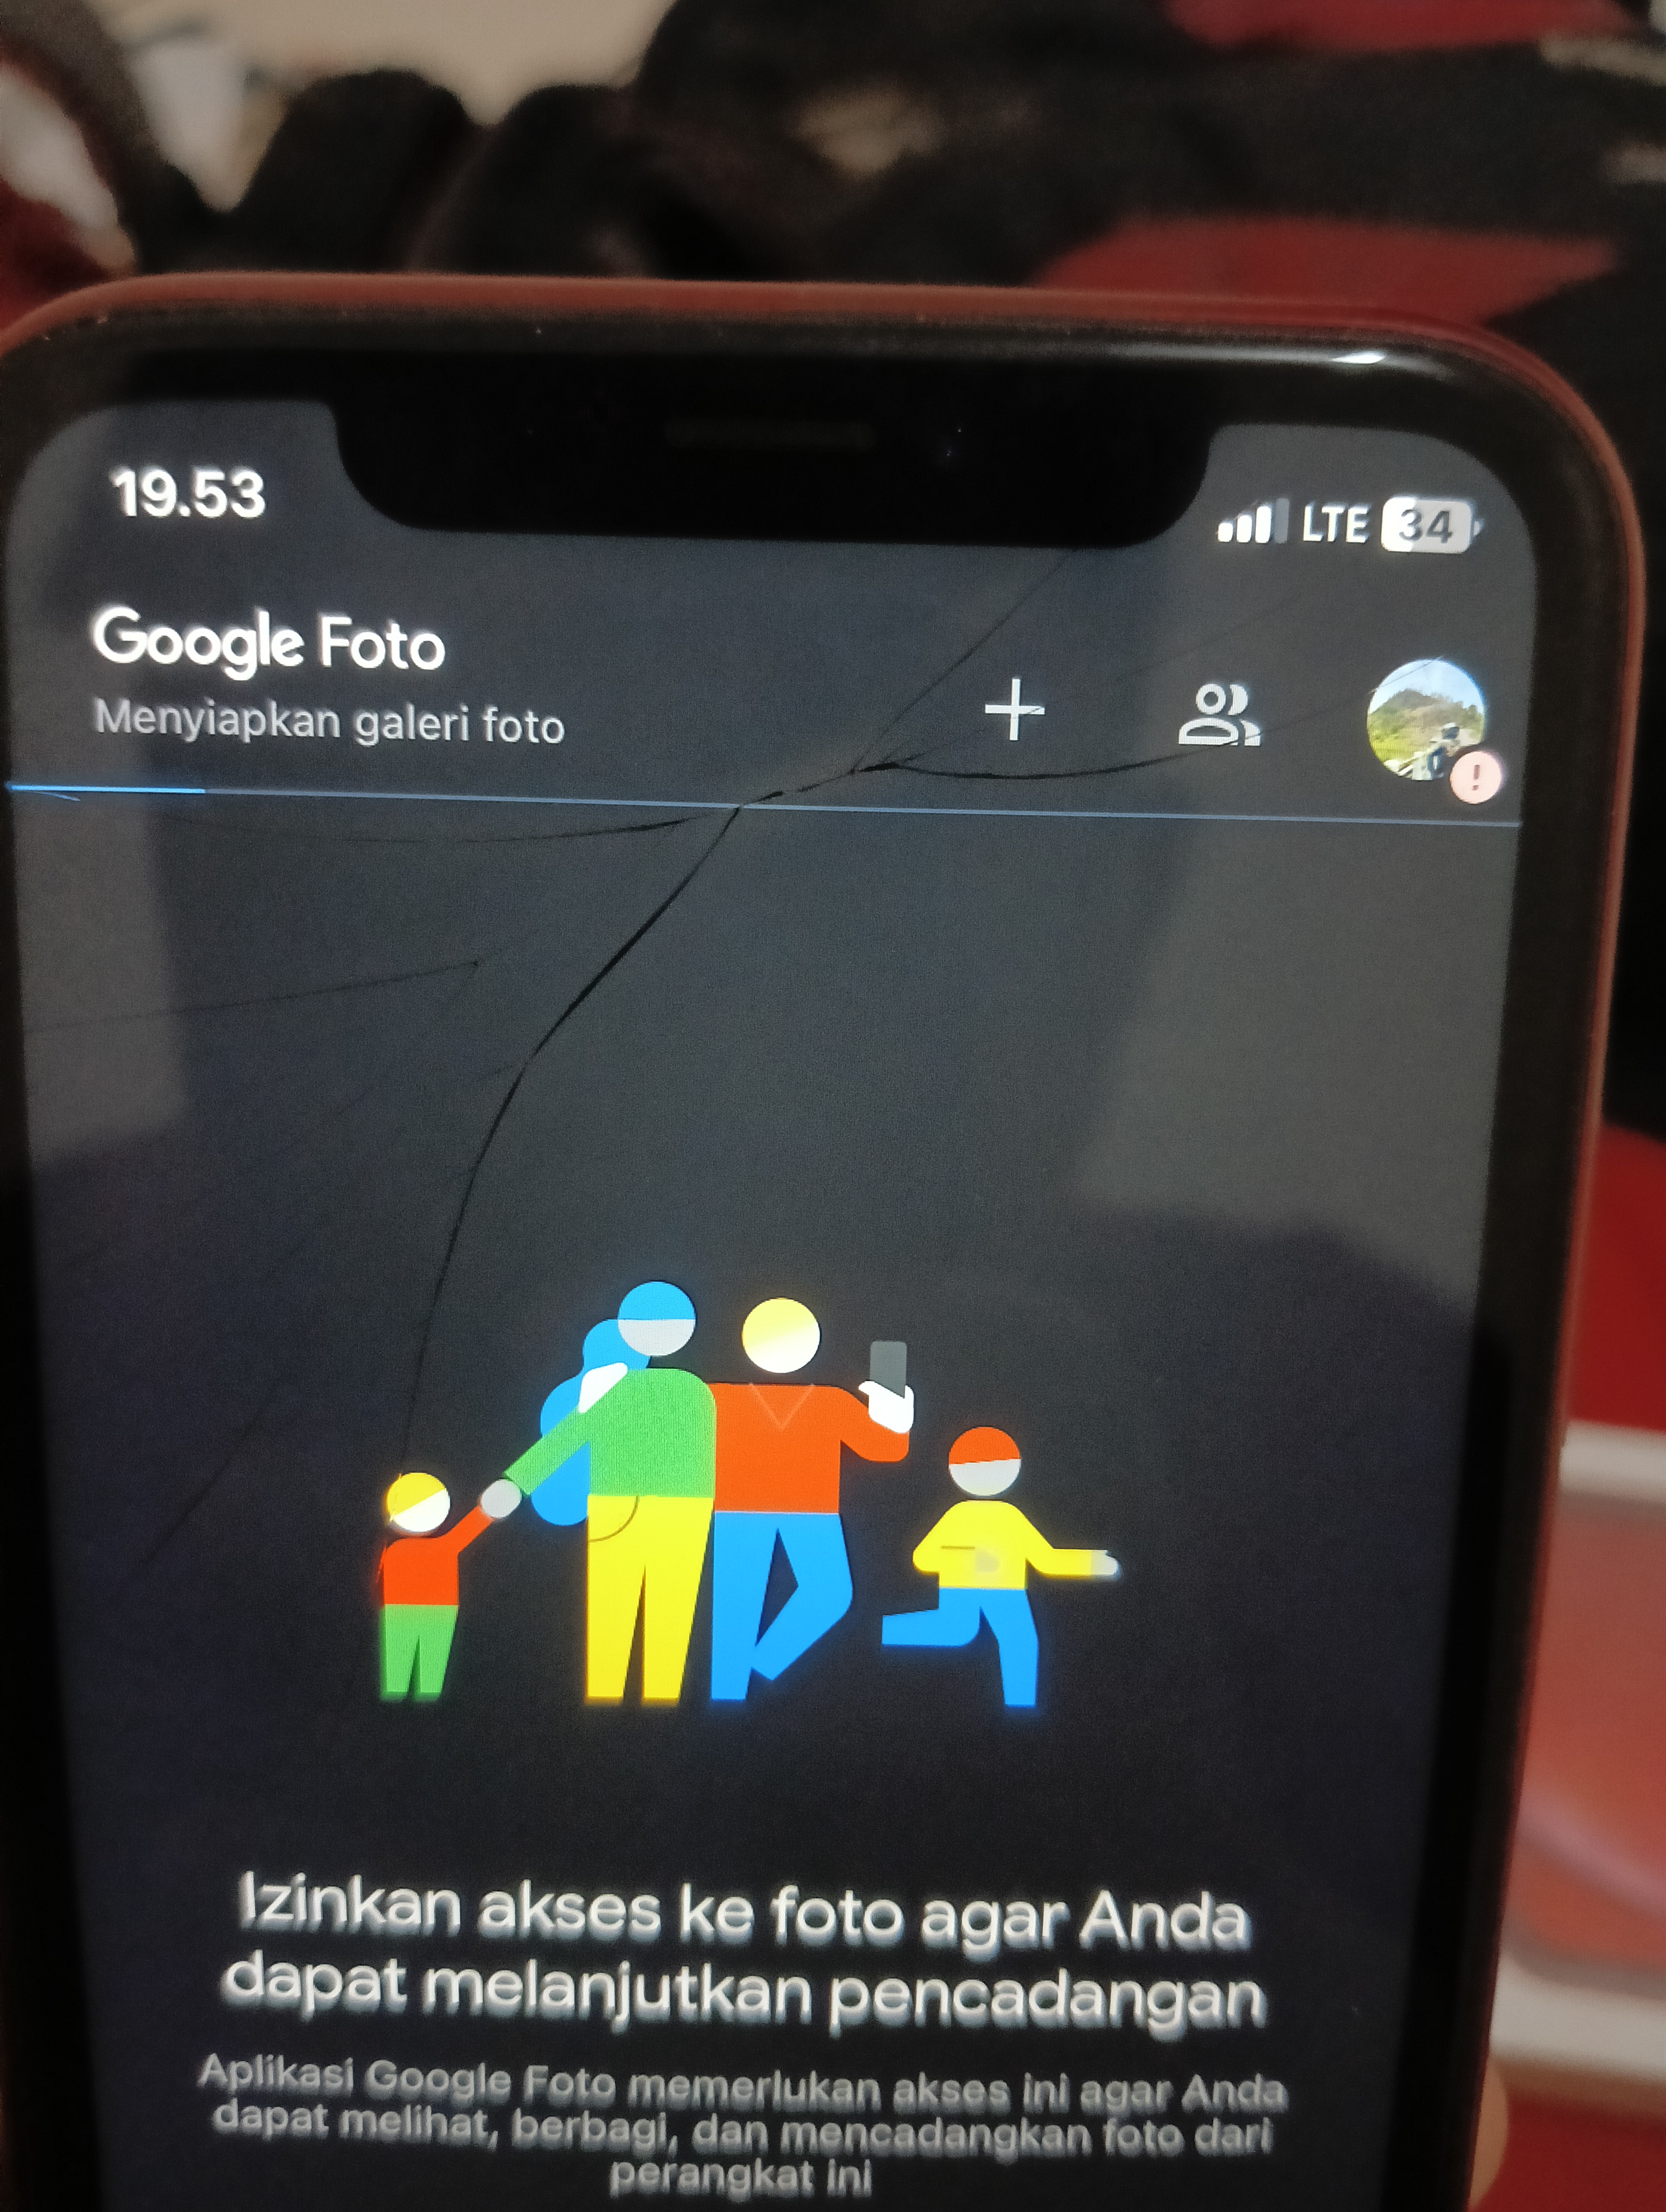 19.53
LTE 34
Google Foto
Menyiapkan galeri foto
!
Izinkan akses ke foto agar Anda
dapat melanjutkan pencadangan
Aplikasi Google Foto memerlukan akses ini agar Anda
dapat melihat, berbagi, dan mencadangkan foto dari
perangkat ini